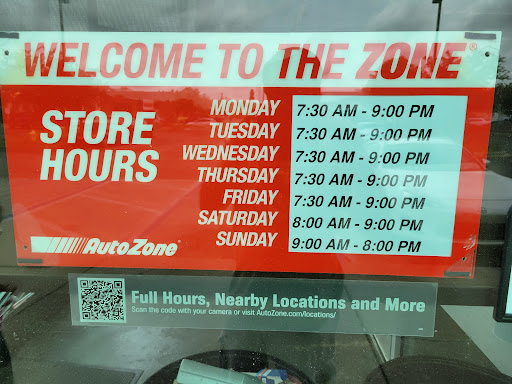 WELCOME TO THE ZONE®
STORE HOURS
MONDAY 7:30 AM - 9:00 PM
TUESDAY 7:30 AM - 9:00 PM
WEDNESDAY 7:30 AM - 9:00 PM
THURSDAY 7:30 AM - 9:00 PM
FRIDAY 7:30 AM - 9:00 PM
SATURDAY 8:00 AM - 9:00 PM
SUNDAY 9:00 AM - 8:00 PM
AutoZone
Full Hours, Nearby Locations and More
Scan the code with your camera or visit AutoZone.com/locations/